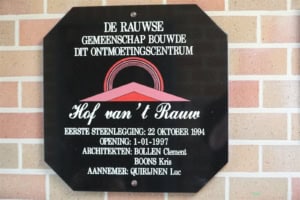 DE RAUWSE
GEMEENSCHAP BOUWDE
DIT ONTMOETINGSCENTRUM
Hof van 't Rauw
EERSTE STEENLEGGING: 22 OKTOBER 1994
OPENING: 1-01-1997
ARCHITEKTEN: BOLLEN Clement
BOONS Kris
AANNEMER: QUIRIJNEN Luc